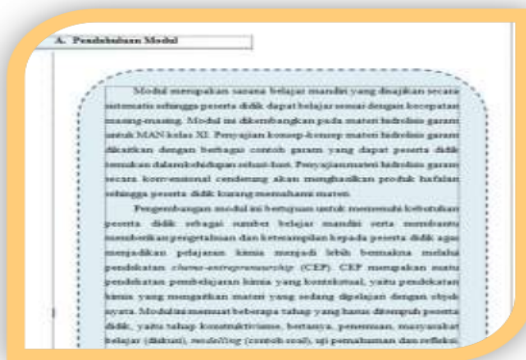 A. Pendahuluan Modul
Modul merupakan sarana belajar mandiri yang disajikan secara
sistematis sehingga peserta didik dapat belajar sesuai dengan kecepatan
masing-masing. Modul ini dikembangkan pada materi hidrolisis garam
untuk MAN kelas XI. Penyajian konsep-konsep materi hidrolisis garam
dikaitkan dengan berbagai contoh garam yang dapat peserta didik
temukan dalam kehidupan sehari-hari. Penyajian materi hidrolisis garam
secara konvensional cenderung akan menghasilkan produk hafalan
sehingga peserta didik kurang memahami materi.
Pengembangan modul ini bertujuan untuk memenuhi kebutuhan
peserta didik sebagai sumber belajar mandiri serta membantu
memberikan pengetahuan dan keterampilan kepada peserta didik agar
menjadikan pelajaran kimia menjadi lebih bermakna melalui
pendekatan chemo-entrepreneurship (CEP). CEP merupakan suatu
pendekatan pembelajaran kimia yang kontekstual, yaitu pendekatan
kimia yang mengaitkan materi yang sedang dipelajari dengan objek
nyata. Modul ini memuat beberapa tahap yang harus ditempuh peserta
didik, yaitu tahap konstruktivisme, bertanya, penemuan, masyarakat
belajar (diskusi), modelling (contoh soal), uji pemahaman dan refleksi.